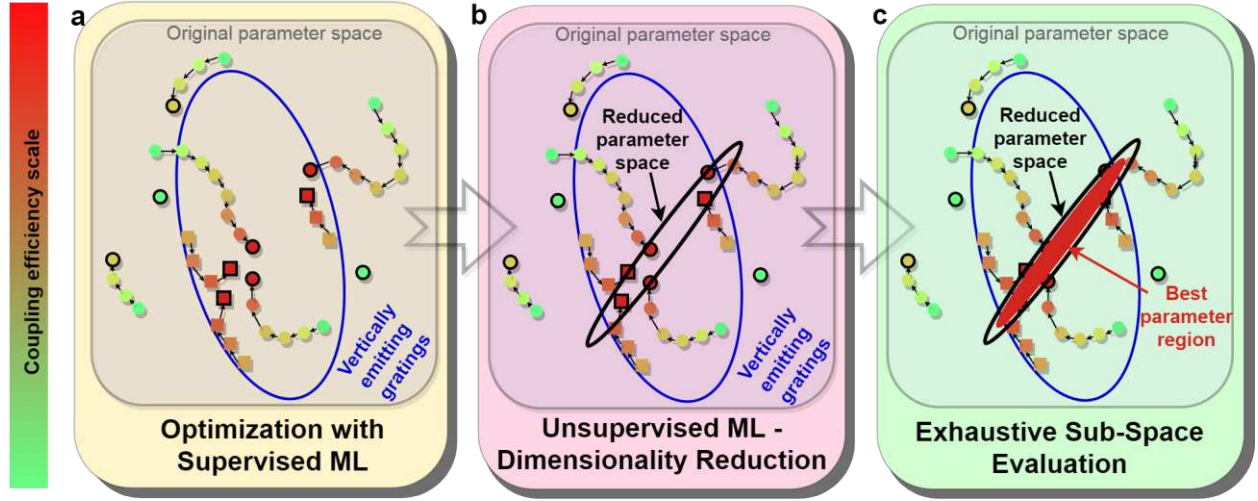 Coupling efficiency scale
a
Original parameter space
Vertically
emitting
gratings
Optimization with
Supervised ML
b
Original parameter space
Reduced
parameter
space
Vertically
emitting
gratings
Unsupervised ML -
Dimensionality Reduction
c
Original parameter space
Reduced
parameter
space
Best
parameter
region
Exhaustive Sub-Space
Evaluation